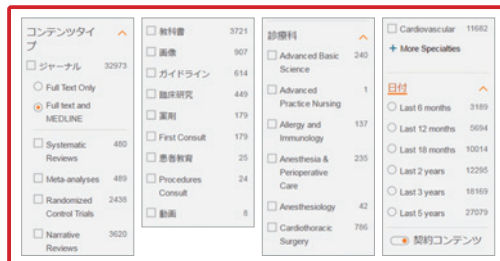 コンテンツタイ
プ
ジャーナル 32973
Full Text Only
Full text and
MEDLINE
Systematic 480
Reviews
Meta-analyses 489
Randomized 2438
Control Trials
Narrative 3620
Reviews
教科書 3721
画像 907
ガイドライン 614
臨床研究 449
薬剤 179
First Consult 179
患者教育 25
Procedures 24
Consult
動画 8
診療科
Advanced Basic 240
Science
Advanced 1
Practice Nursing
Allergy and 137
Immunology
Anesthesia & 235
Perioperative
Care
Anesthesiology 42
Cardiothoracic 786
Surgery
Cardiovascular 11682
+ More Specialties
日付
Last 6 months 3189
Last 12 months 5694
Last 18 months 10014
Last 2 years 12295
Last 3 years 18169
Last 5 years 27079
契約コンテンツ